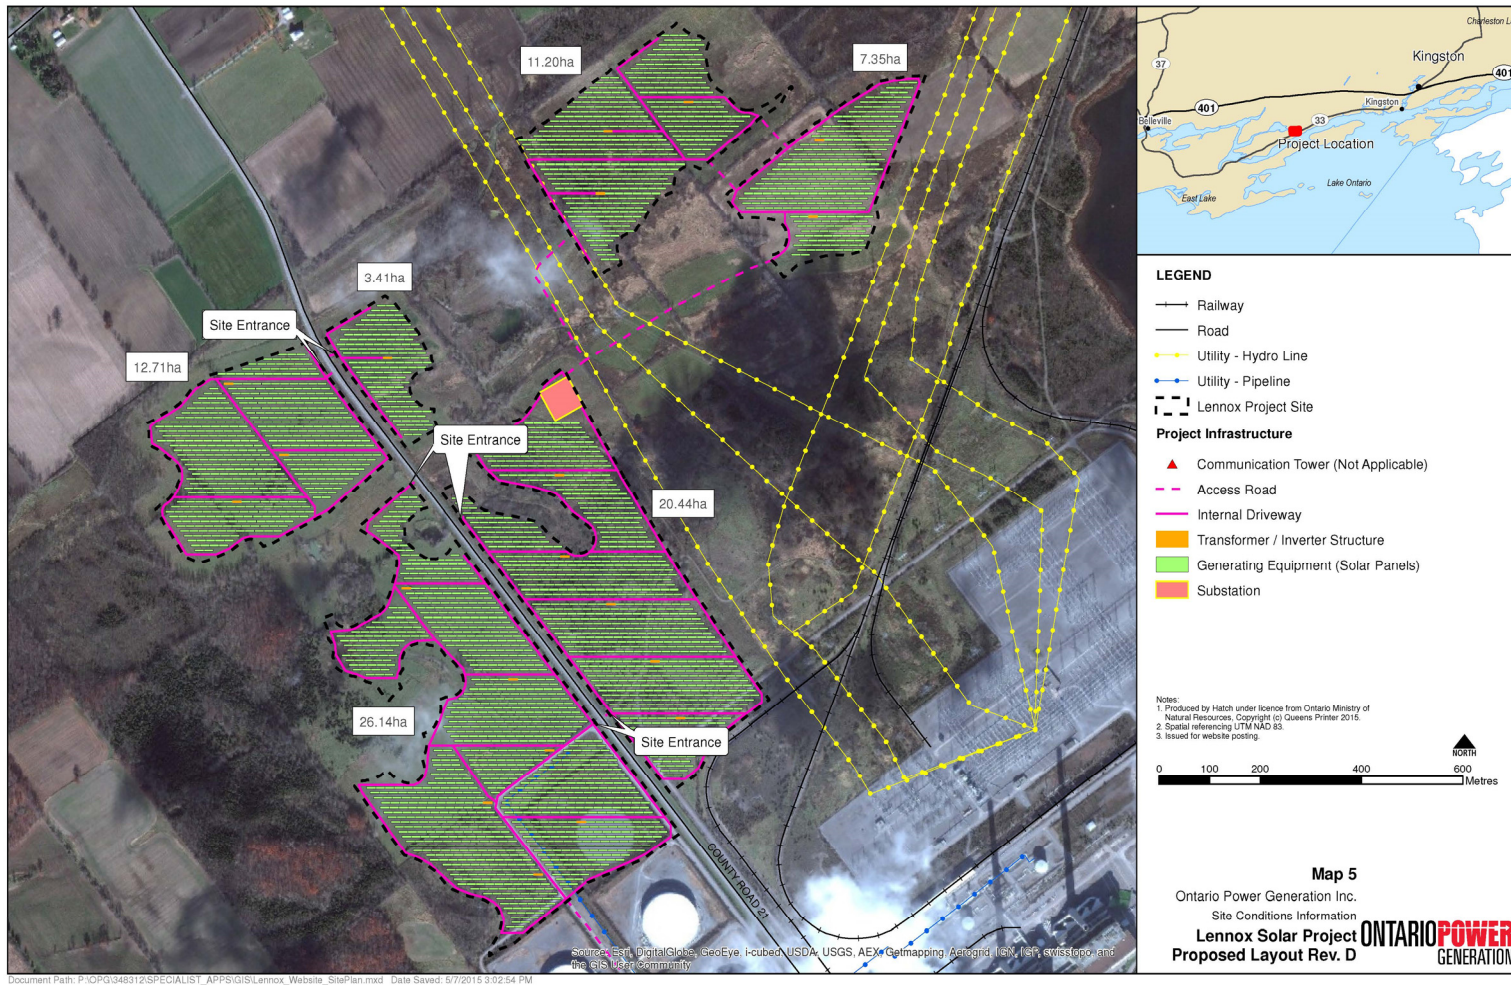 11.20ha
7.35ha
3.41ha
Site Entrance
12.71ha
Site Entrance
20.44ha
26.14ha
Site Entrance
COUNTY ROAD 21
Source: Esri, DigitalGlobe, GeoEye, i-cubed, USDA, USGS, AEX, Getmapping, Aerogrid, IGN, IGP, swisstopo, and
the GIS User Community
Charleston L
Kingston
37
401
401
Kingston
Belleville
33
Project Location
Lake Ontario
East Lake
LEGEND
Railway
Road
Utility - Hydro Line
Utility - Pipeline
Lennox Project Site
Project Infrastructure
Communication Tower (Not Applicable)
Access Road
Internal Driveway
Transformer / Inverter Structure
Generating Equipment (Solar Panels)
Substation
Notes:
1. Produced by Hatch under licence from Ontario Ministry of
Natural Resources, Copyright (c) Queens Printer 2015.
2. Spatial referencing UTM NAD 83.
3. Issued for website posting.
NORTH
0 100 200 400 600
Metres
Map 5
Ontario Power Generation Inc.
Site Conditions Information
Lennox Solar Project
Proposed Layout Rev. D
ONTARIOPOWER
GENERATION
Document Path: P:\OPG\346312\SPECIALIST_APPS\GIS\Lennox_Website_SitePlan.mxd Date Saved: 5/7/2015 3:02:54 PM